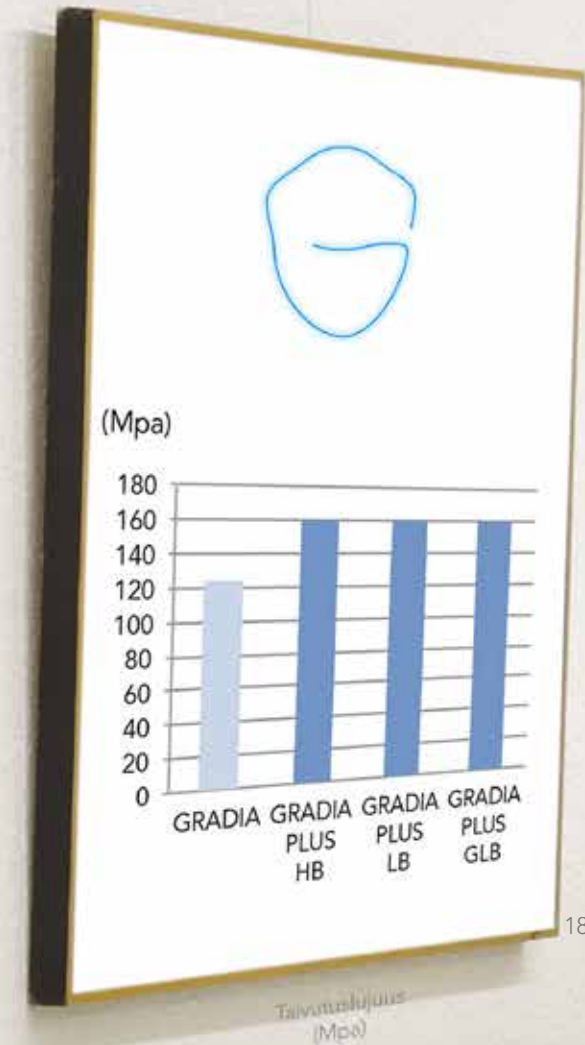 (Mpa)
180
160
140
120
100
80
60
40
20
0
GRADIA
GRADIA
PLUS
HB
GRADIA
PLUS
LB
GRADIA
PLUS
GLB
18
Taivutuslujuus
(Mpa)